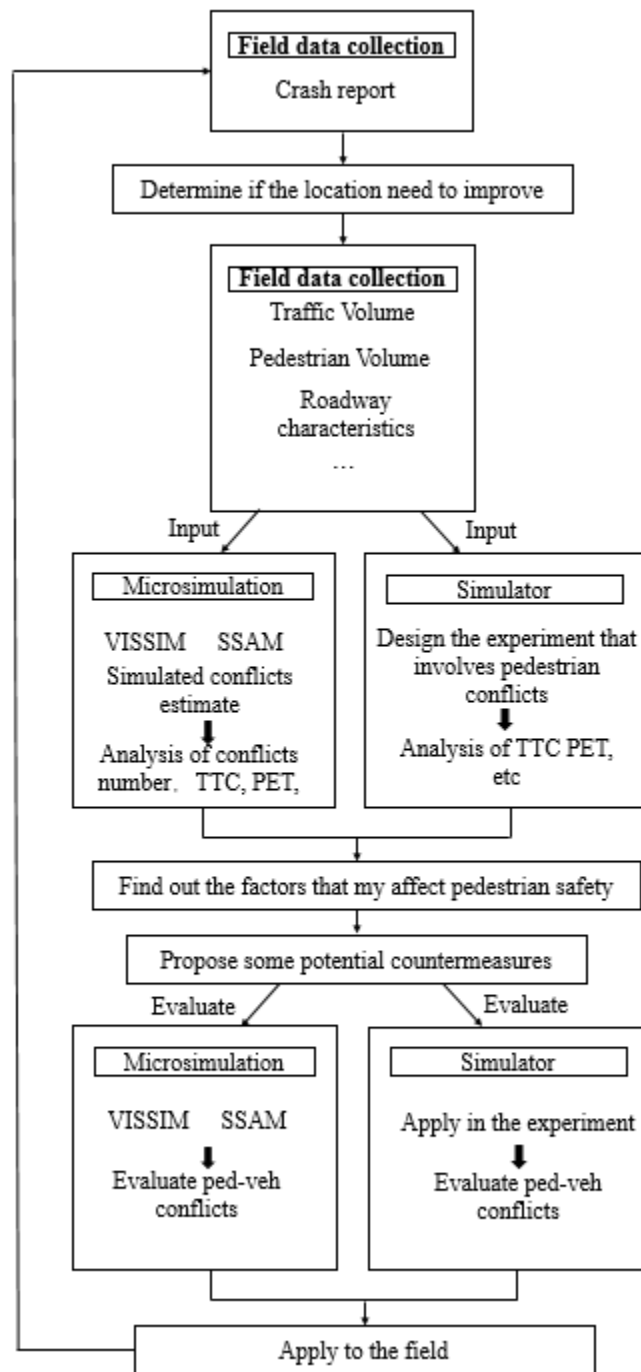 Field data collection
Crash report
Determine if the location need to improve
Field data collection
Traffic Volume
Pedestrian Volume
Roadway
characteristics
…
Input
Input
Microsimulation
VISSIM SSAM
Simulated conflicts
estimate
Analysis of conflicts
number, TTC, PET,
Simulator
Design the experiment that
involves pedestrian
conflicts
Analysis of TTC PET,
etc
Find out the factors that my affect pedestrian safety
Propose some potential countermeasures
Evaluate
Evaluate
Microsimulation
VISSIM SSAM
Evaluate ped-veh
conflicts
Simulator
Apply in the experiment
Evaluate ped-veh
conflicts
Apply to the field